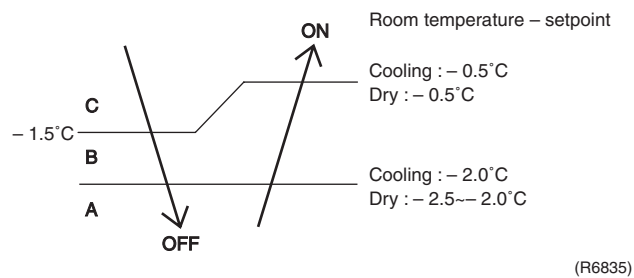 ON
Room temperature – setpoint
Cooling : – 0.5˚C
Dry : – 0.5˚C
C
– 1.5˚C
B
Cooling : – 2.0˚C
Dry : – 2.5~– 2.0˚C
A
OFF
(R6835)